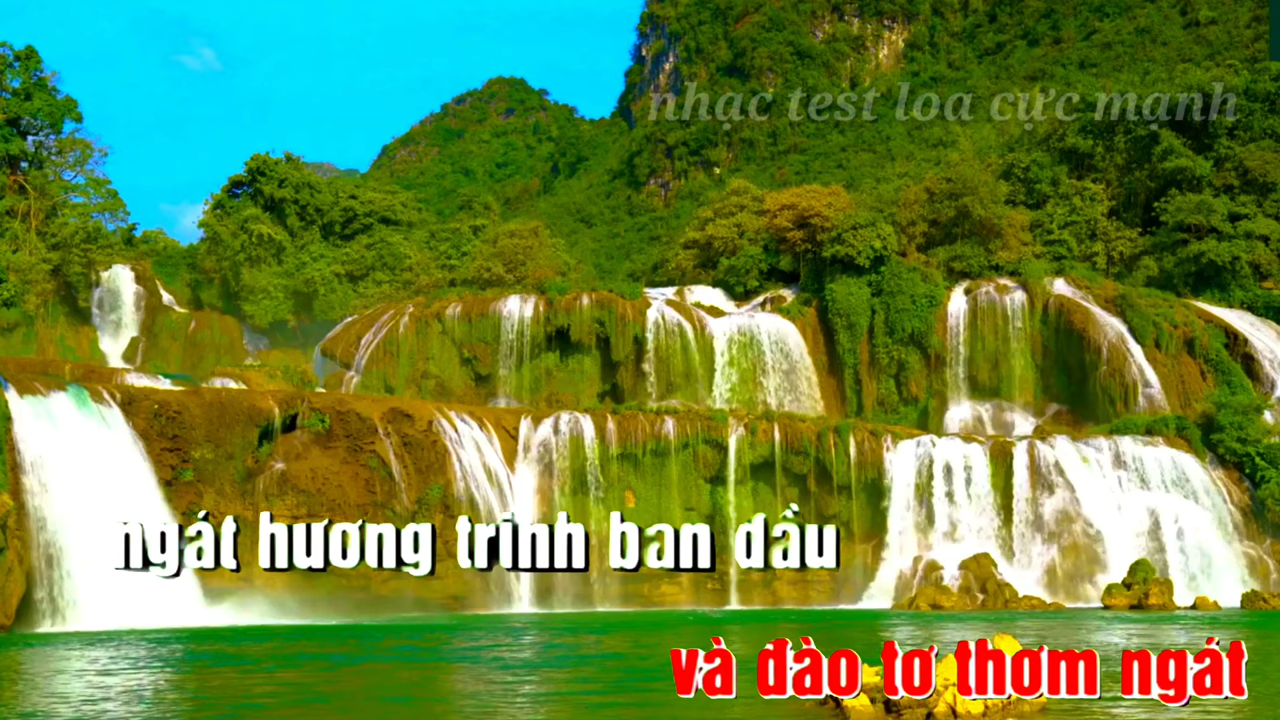 nhạc test loa cực mạnh
ngát hương trinh ban đầu
và đào tơ thơm ngát